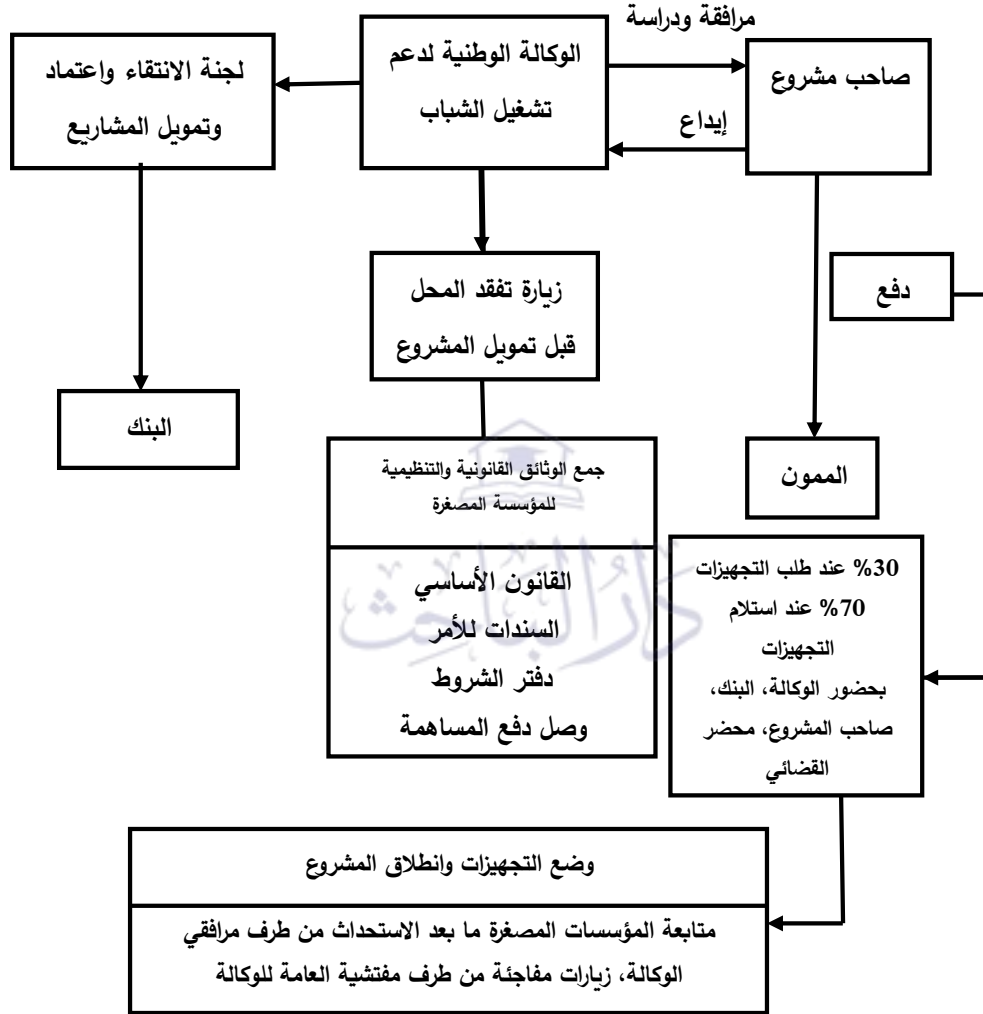 مرافقة ودراسة
صاحب مشروع
إيداع
الوكالة الوطنية لدعم
تشغيل الشباب
لجنة الانتقاء واعتماد
وتمويل المشاريع
دفع
زيارة تفقد المحل
قبل تمويل المشروع
البنك
الممون
جمع الوثائق القانونية والتنظيمية
للمؤسسة المصغرة
القانون الأساسي
السندات للأمر
دفتر الشروط
وصل دفع المساهمة
30% عند طلب التجهيزات
70% عند استلام
التجهيزات
بحضور الوكالة، البنك،
صاحب المشروع، محضر
القضائي
دار الباحث
وضع التجهيزات وانطلاق المشروع
متابعة المؤسسات المصغرة ما بعد الاستحداث من طرف مرافقي
الوكالة، زيارات مفاجئة من طرف مفتشية العامة للوكالة